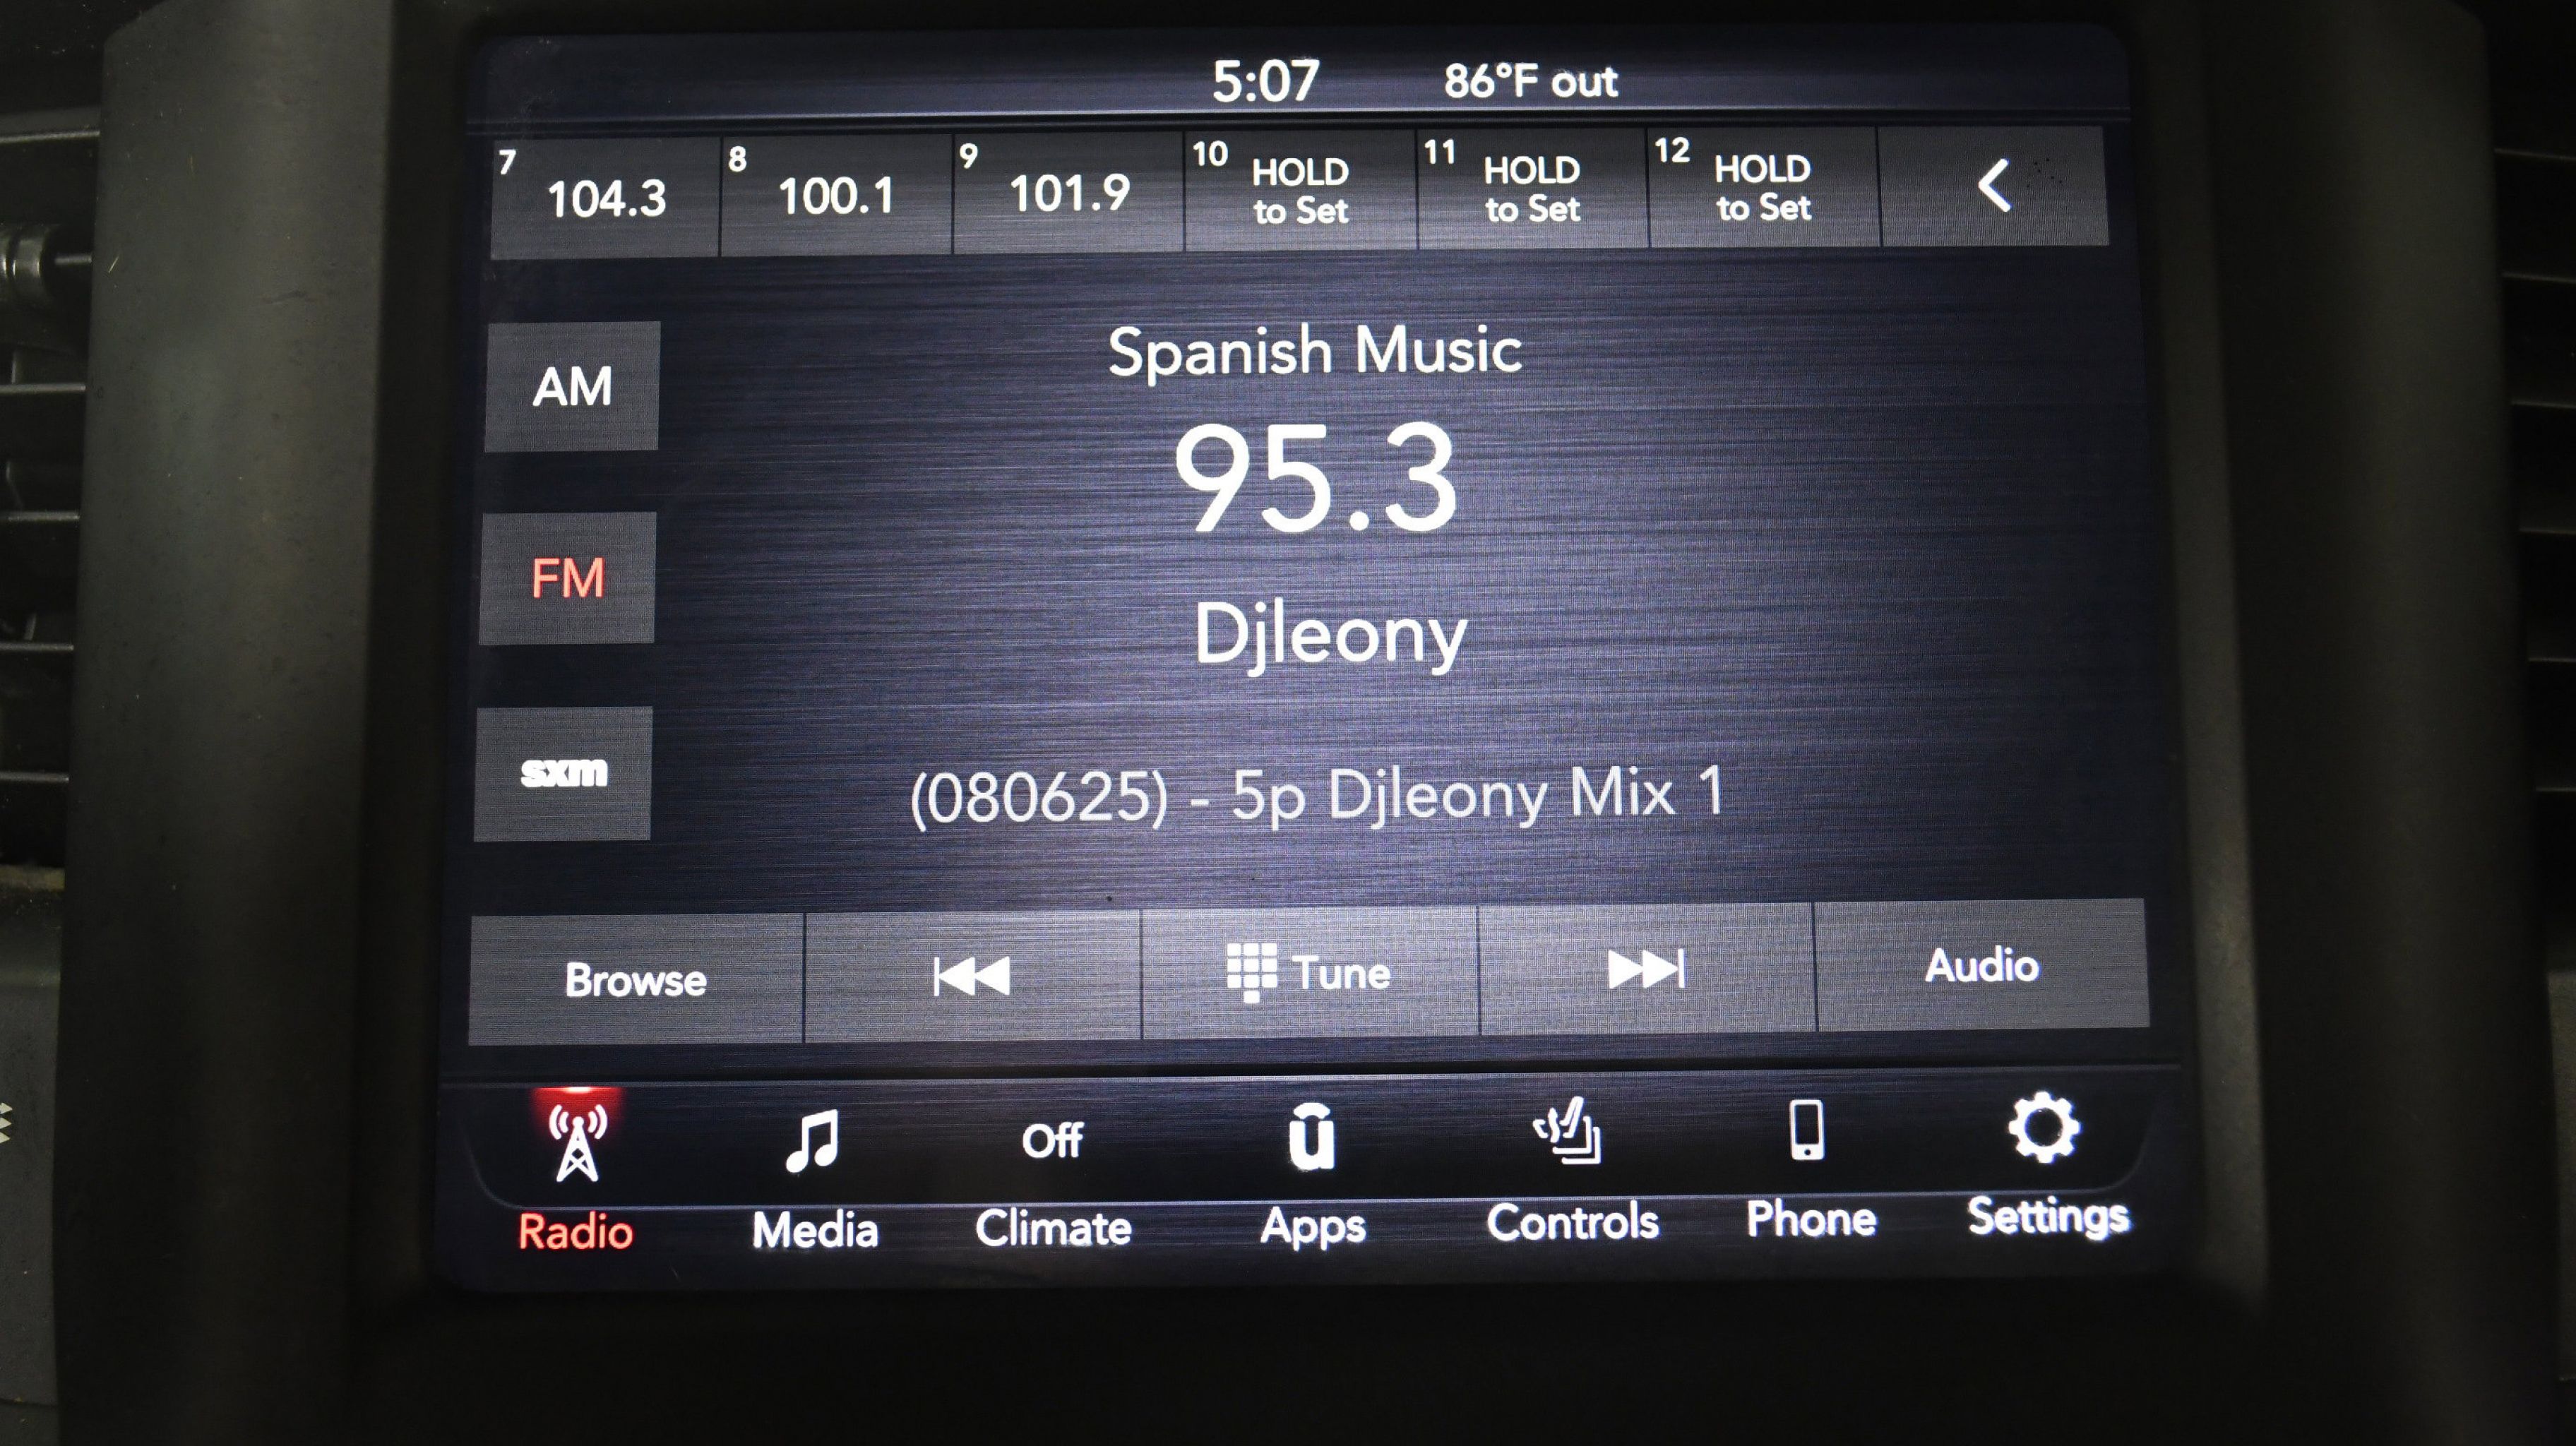 5:07 86°F out
7 104.3 8 100.1 9 101.9 10 HOLD to Set 11 HOLD to Set 12 HOLD to Set
Spanish Music
AM
95.3
FM
Djleony
sxm
(080625) - 5p Djleony Mix 1
Browse Tune Audio
Off
Radio Media Climate Apps Controls Phone Settings